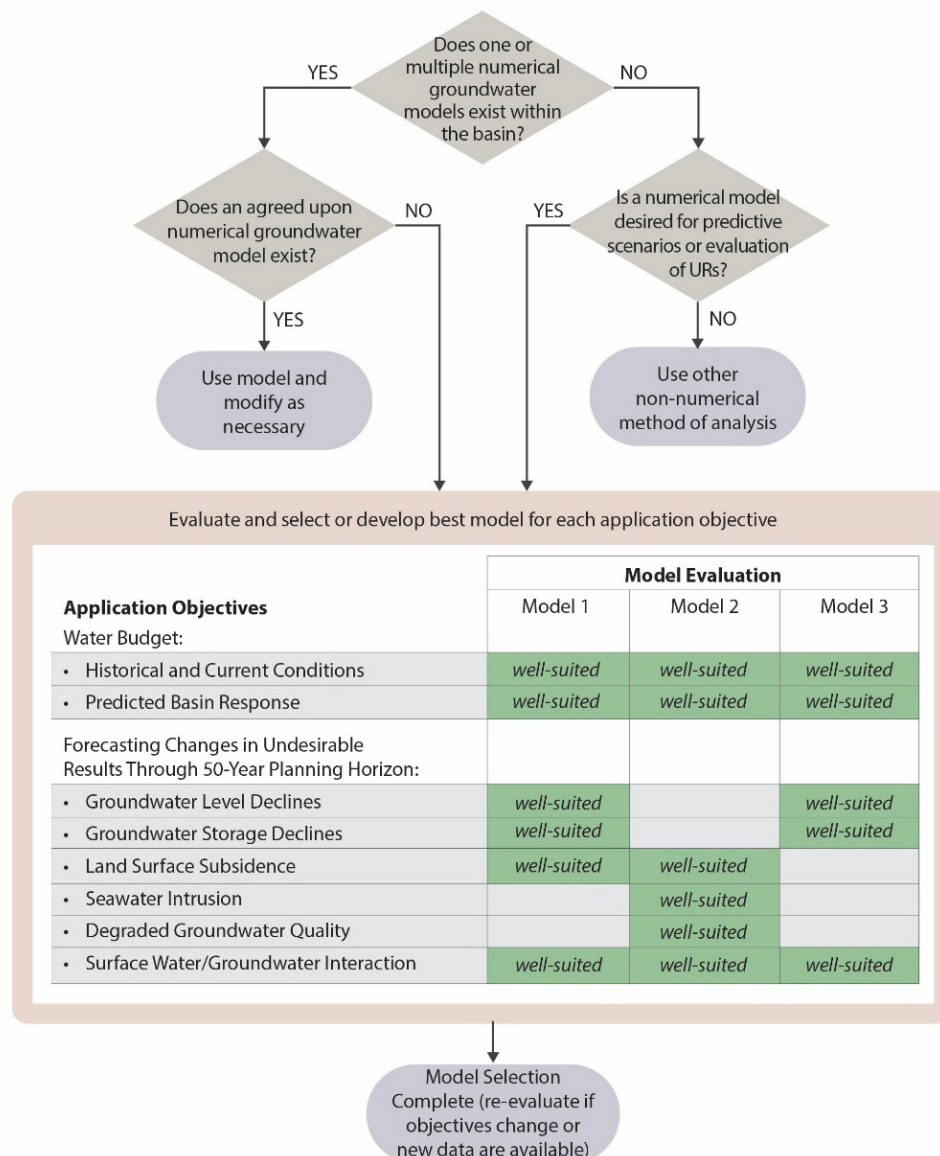 Does one or
multiple numerical
groundwater
models exist within
the basin?
YES
NO
Does an agreed upon
numerical groundwater
model exist?
NO
YES
Is a numerical model
desired for predictive
scenarios or evaluation
of URs?
YES
NO
Use model and
modify as
necessary
Use other
non-numerical
method of analysis
Evaluate and select or develop best model for each application objective
Model Evaluation
Application Objectives Model 1 Model 2 Model 3
Water Budget:
• Historical and Current Conditions well-suited well-suited well-suited
• Predicted Basin Response well-suited well-suited well-suited
Forecasting Changes in Undesirable
Results Through 50-Year Planning Horizon:
• Groundwater Level Declines well-suited well-suited
• Groundwater Storage Declines well-suited well-suited
• Land Surface Subsidence well-suited well-suited
• Seawater Intrusion well-suited
• Degraded Groundwater Quality well-suited
• Surface Water/Groundwater Interaction well-suited well-suited well-suited
Model Selection
Complete (re-evaluate if
objectives change or
new data are available)